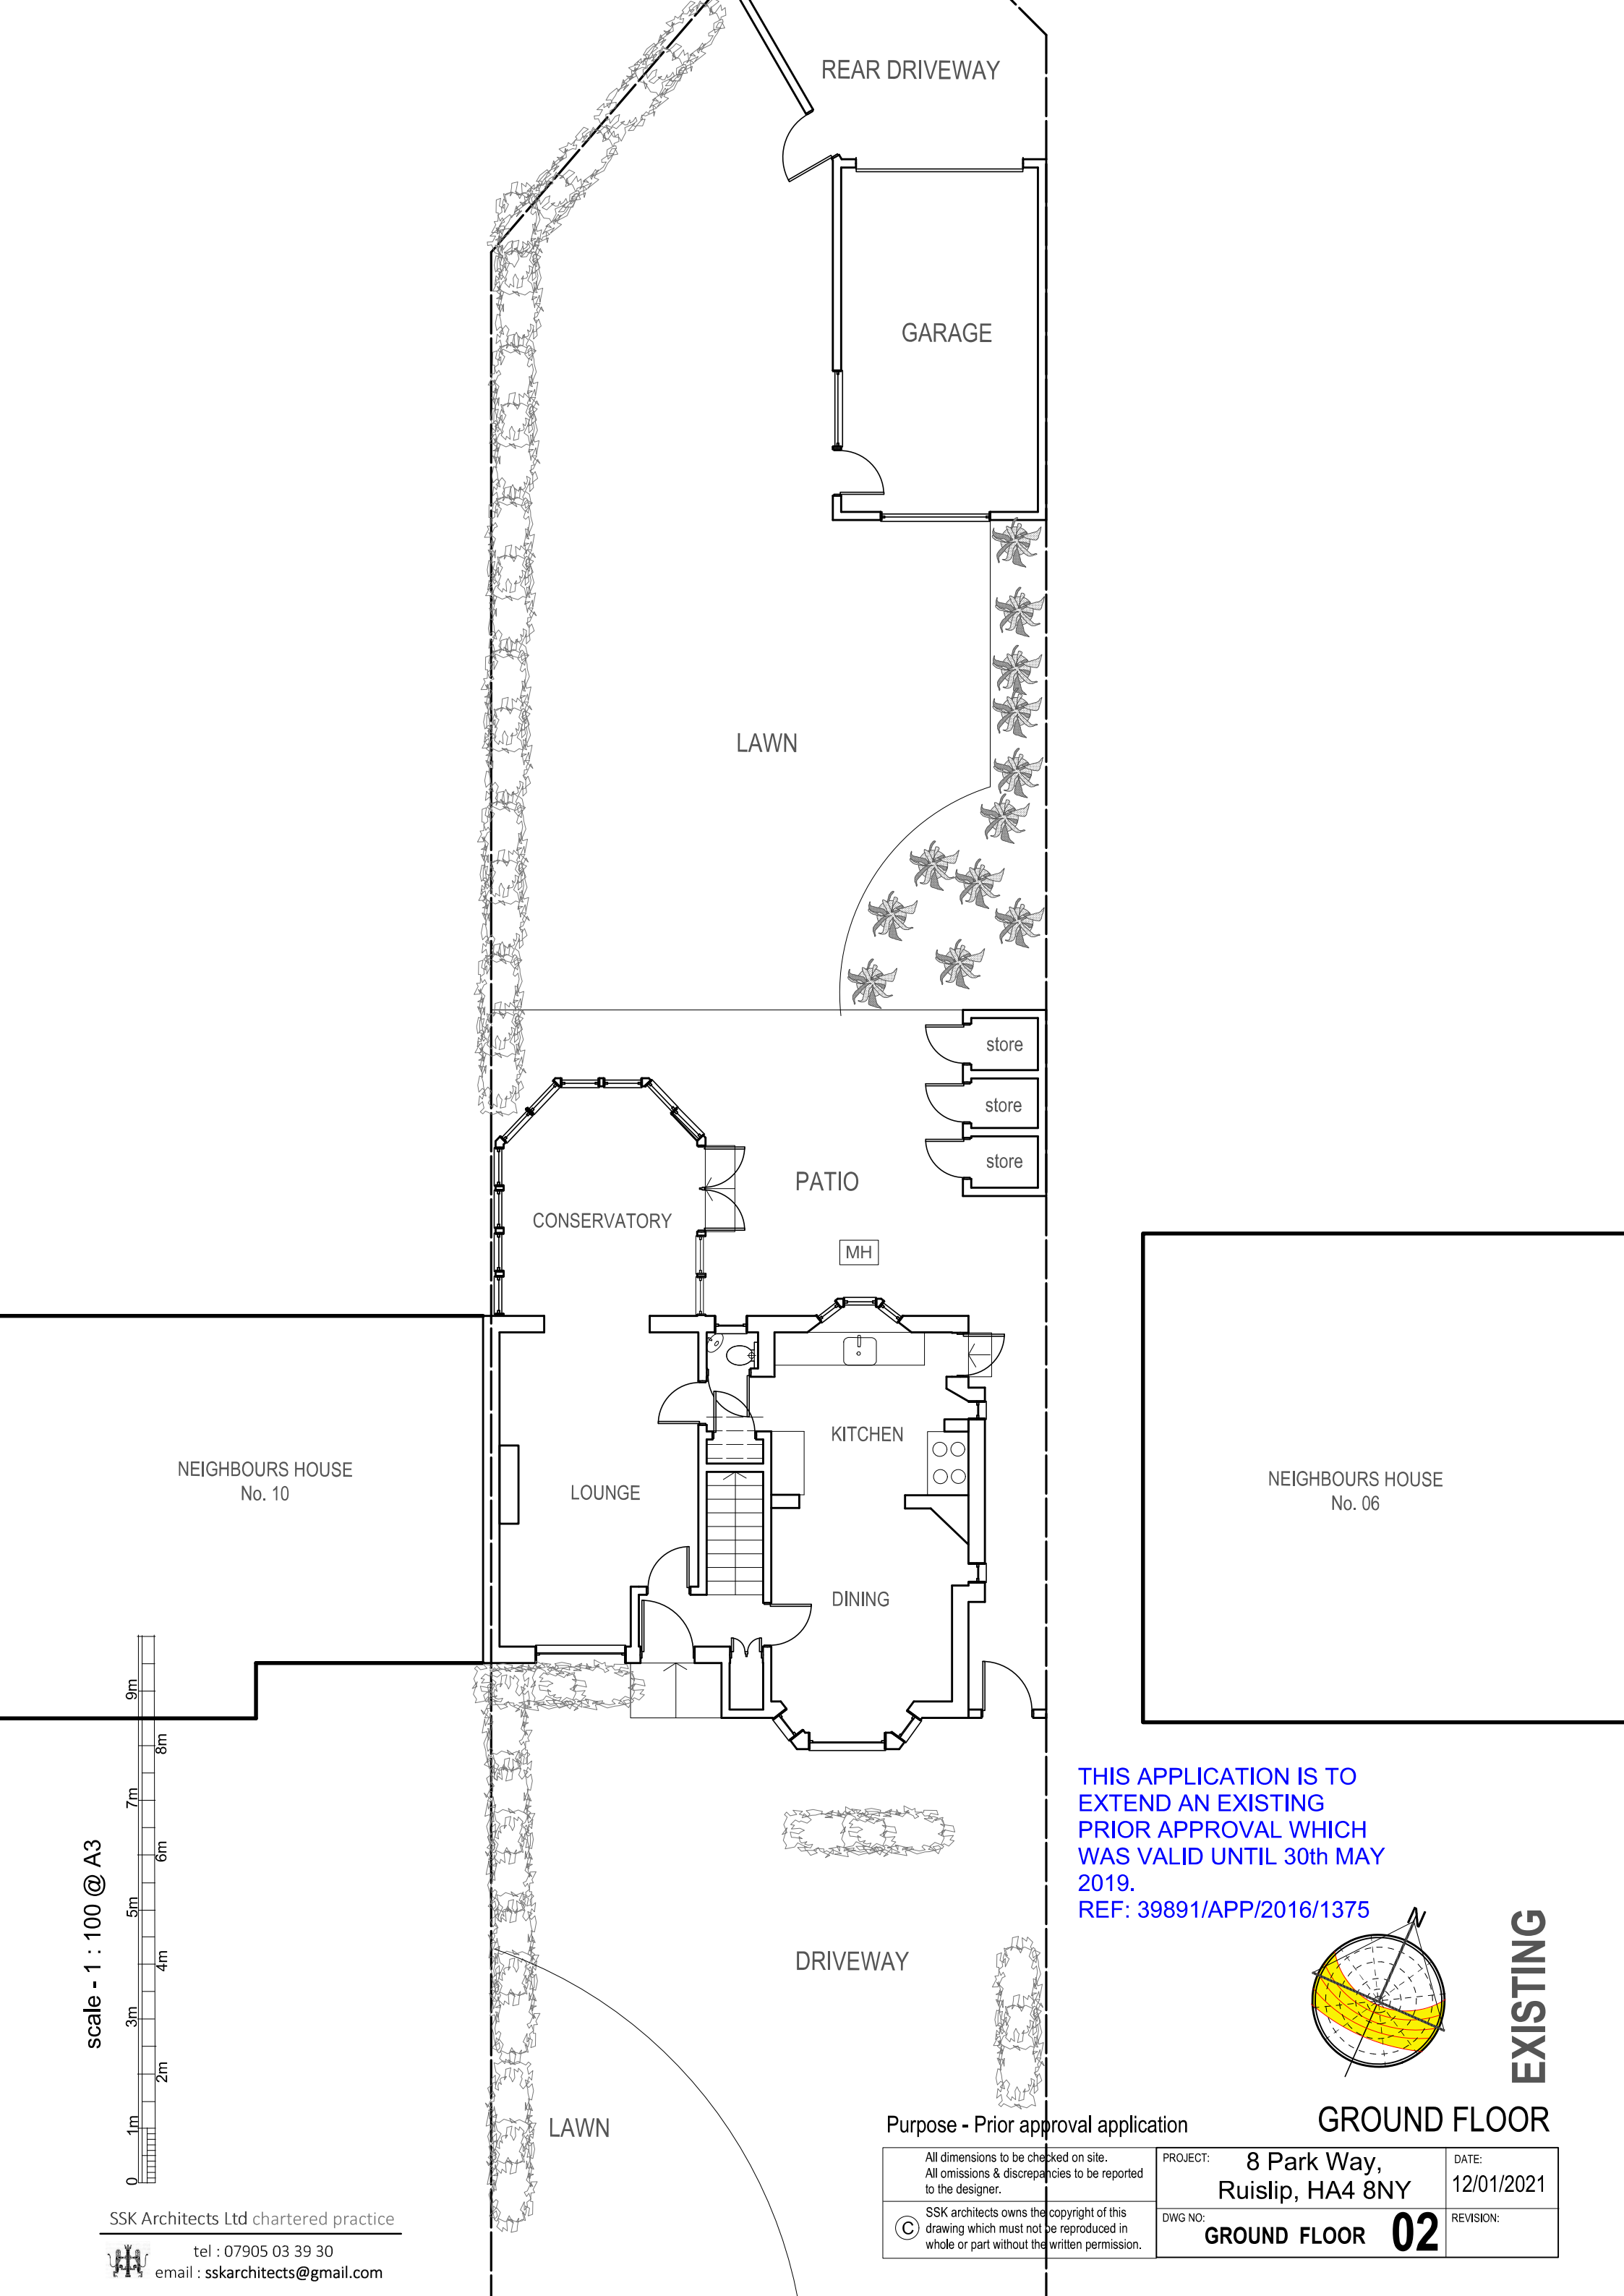 REAR DRIVEWAY
GARAGE
LAWN
store
store
store
PATIO
CONSERVATORY
MH
KITCHEN
NEIGHBOURS HOUSE
No. 10
LOUNGE
NEIGHBOURS HOUSE
No. 06
DINING
THIS APPLICATION IS TO
EXTEND AN EXISTING
PRIOR APPROVAL WHICH
WAS VALID UNTIL 30th MAY
2019.
REF: 39891/APP/2016/1375
N
EXISTING
DRIVEWAY
LAWN
scale - 1 : 100 @ A3
0
1m
2m
3m
4m
5m
6m
7m
8m
9m
Purpose - Prior approval application
GROUND FLOOR
All dimensions to be checked on site.
All omissions & discrepancies to be reported
to the designer.
© SSK architects owns the copyright of this
drawing which must not be reproduced in
whole or part without the written permission.
PROJECT: 8 Park Way,
Ruislip, HA4 8NY
DATE:
12/01/2021
DWG NO:
GROUND FLOOR 02
REVISION:
SSK Architects Ltd chartered practice
tel : 07905 03 39 30
email : sskarchitects@gmail.com